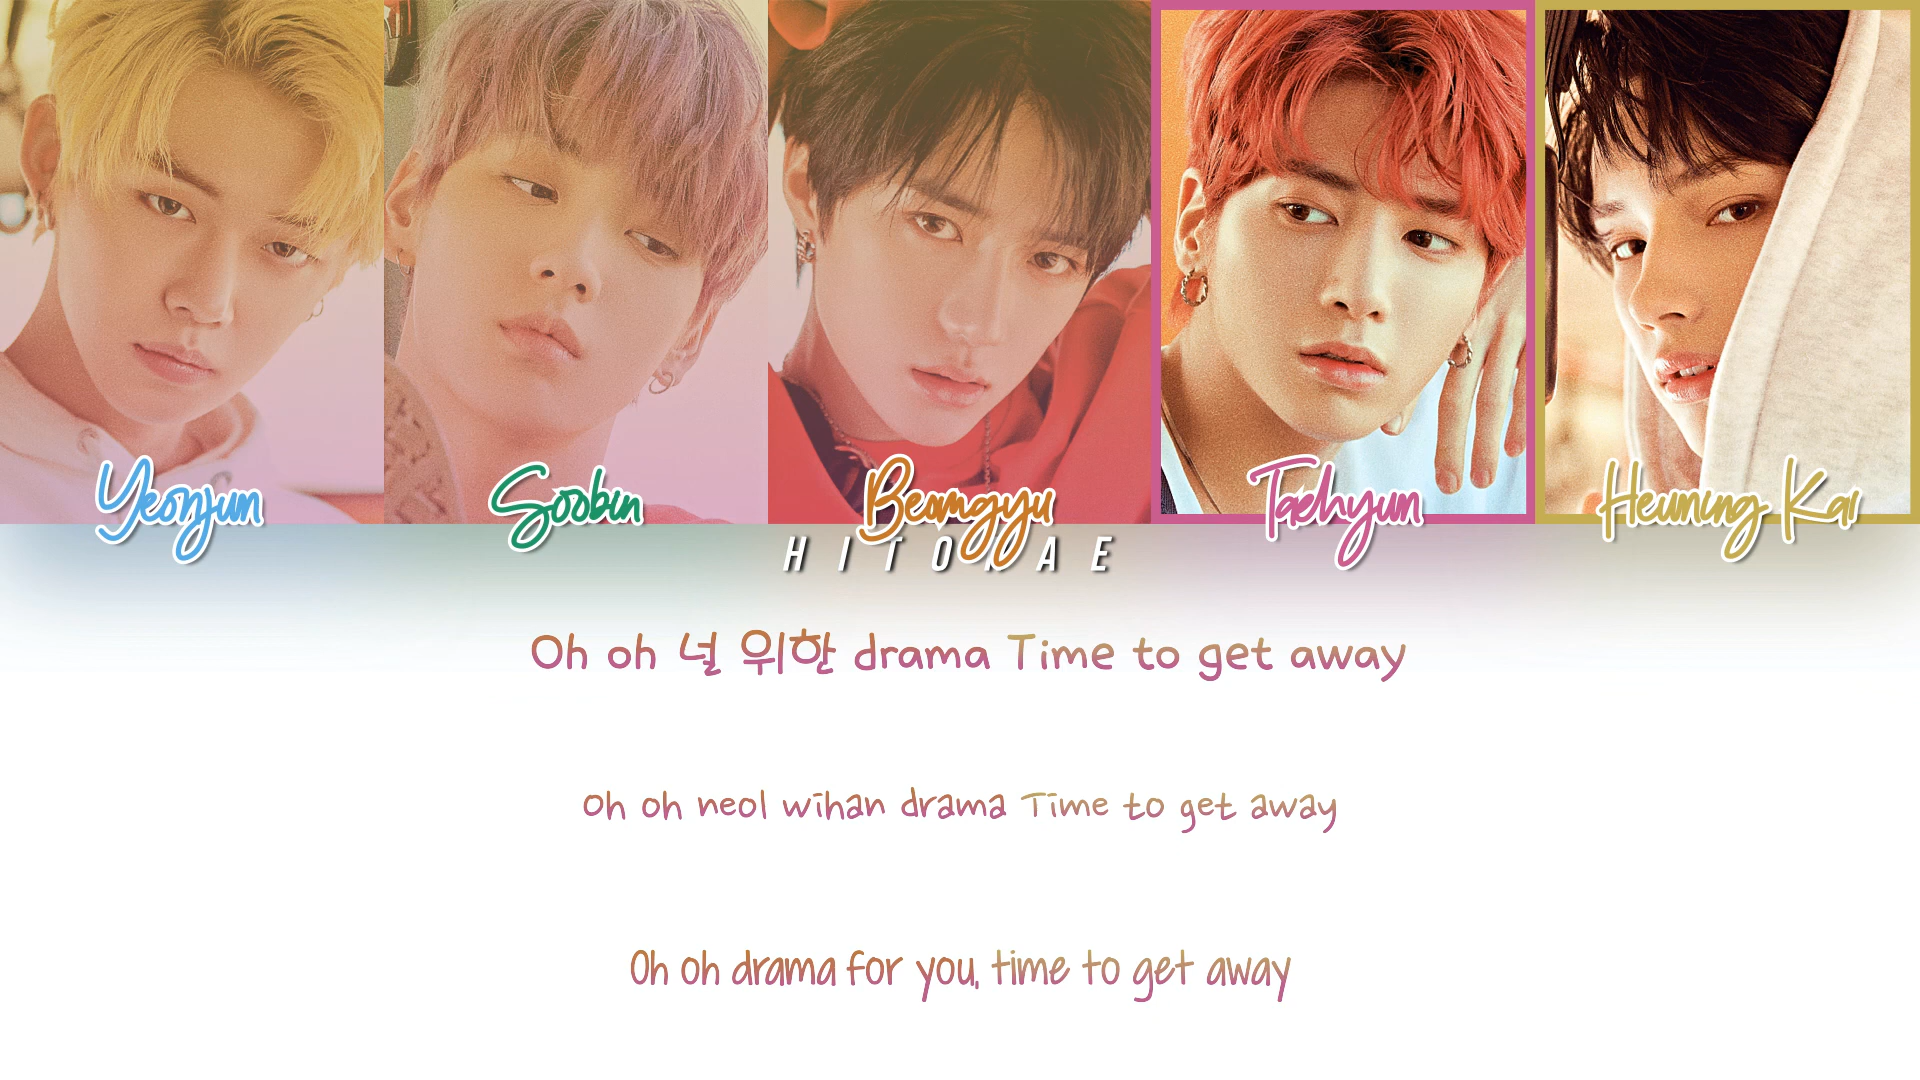 Yeonjun Soobin Beomgyu Taehyun Heuning Kai
Oh oh 널 위한 drama Time to get away
Oh oh neol wihan drama Time to get away
Oh oh drama for you, time to get away